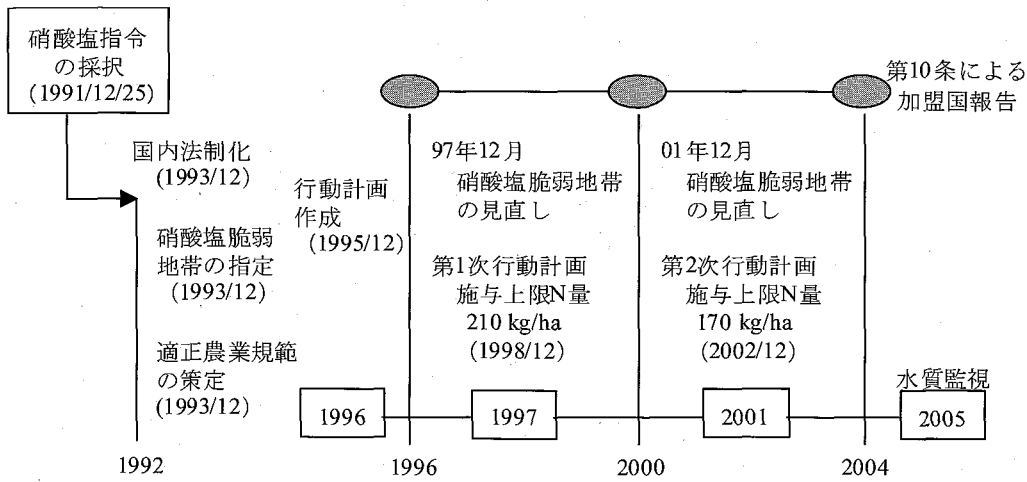 硝酸塩指令
の採択
(1991/12/25)
国内法制化
(1993/12)
硝酸塩脆弱
地帯の指定
(1993/12)
適正農業規範
の策定
(1993/12)
1992
行動計画
作成
(1995/12)
第10条による
加盟国報告
97年12月
硝酸塩脆弱地帯
の見直し
第1次行動計画
施与上限N量
210 kg/ha
(1998/12)
01年12月
硝酸塩脆弱地帯
の見直し
第2次行動計画
施与上限N量
170 kg/ha
(2002/12)
水質監視
1996
1997
2001
2005
1996
2000
2004